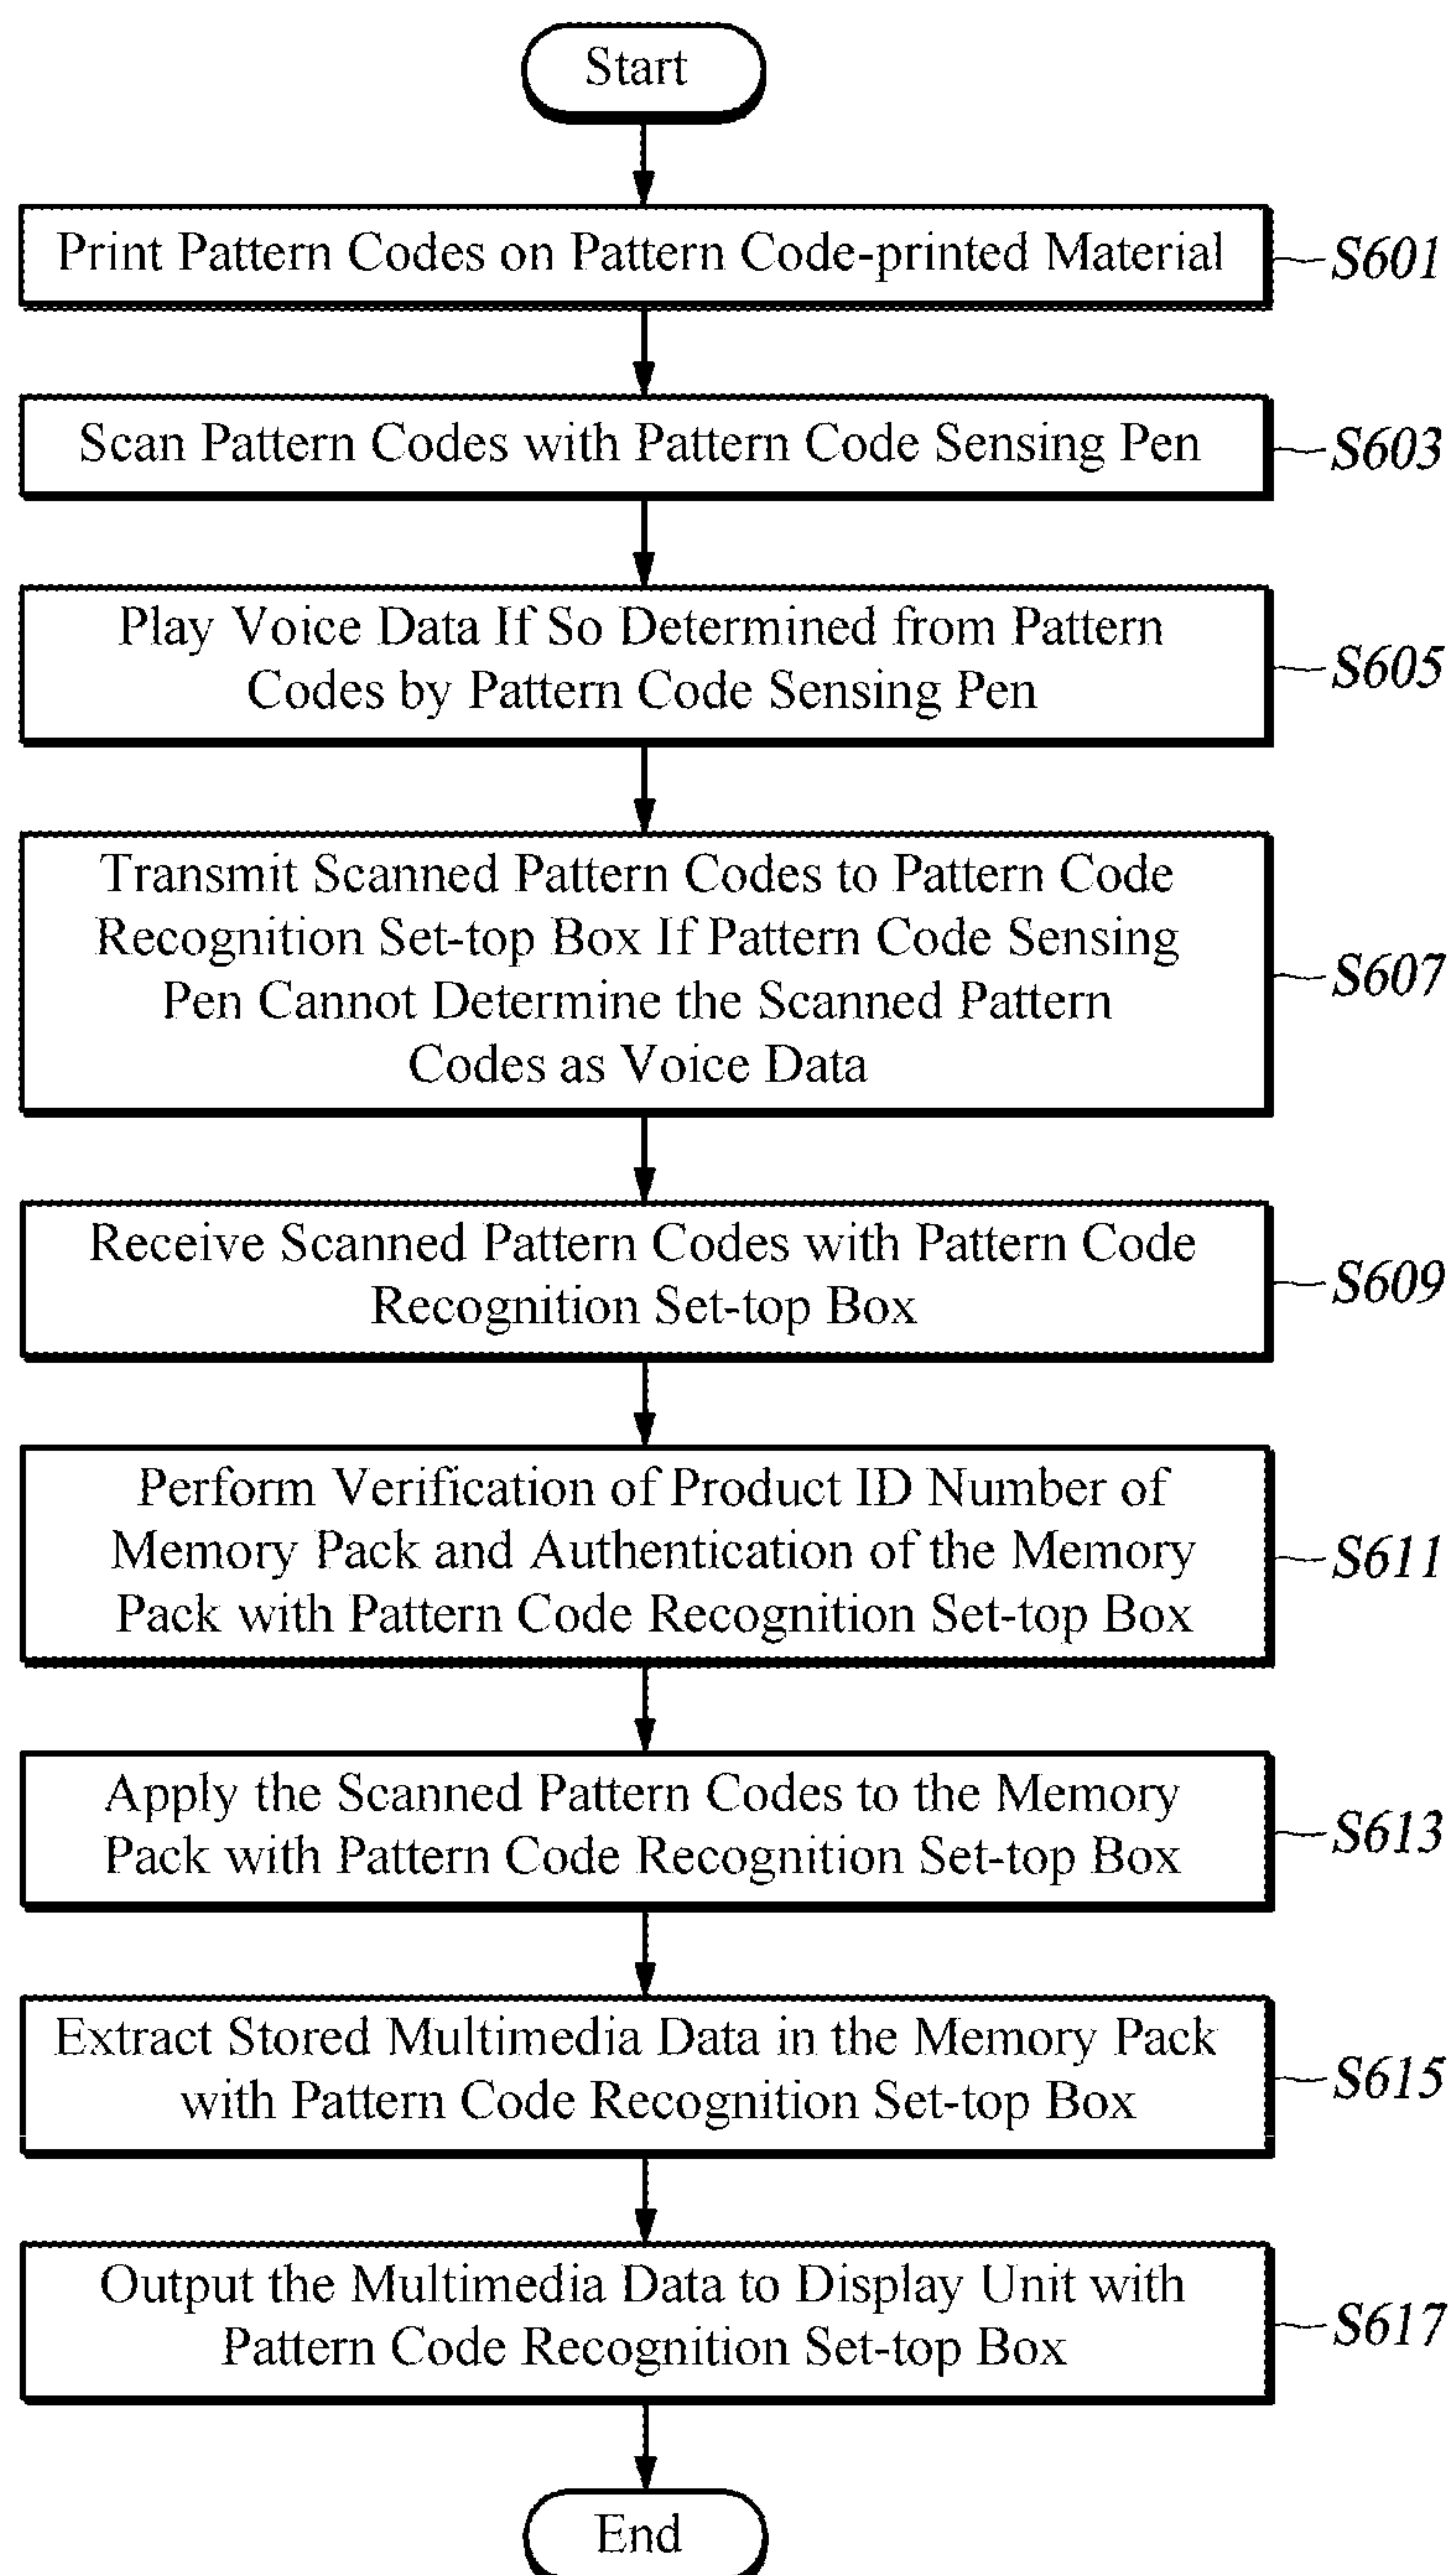 Start
Print Pattern Codes on Pattern Code-printed Material
S601
Scan Pattern Codes with Pattern Code Sensing Pen
S603
Play Voice Data If So Determined from Pattern
Codes by Pattern Code Sensing Pen
S605
Transmit Scanned Pattern Codes to Pattern Code
Recognition Set-top Box If Pattern Code Sensing
Pen Cannot Determine the Scanned Pattern
Codes as Voice Data
S607
Receive Scanned Pattern Codes with Pattern Code
Recognition Set-top Box
S609
Perform Verification of Product ID Number of
Memory Pack and Authentication of the Memory
Pack with Pattern Code Recognition Set-top Box
S611
Apply the Scanned Pattern Codes to the Memory
Pack with Pattern Code Recognition Set-top Box
S613
Extract Stored Multimedia Data in the Memory Pack
with Pattern Code Recognition Set-top Box
S615
Output the Multimedia Data to Display Unit with
Pattern Code Recognition Set-top Box
S617
End